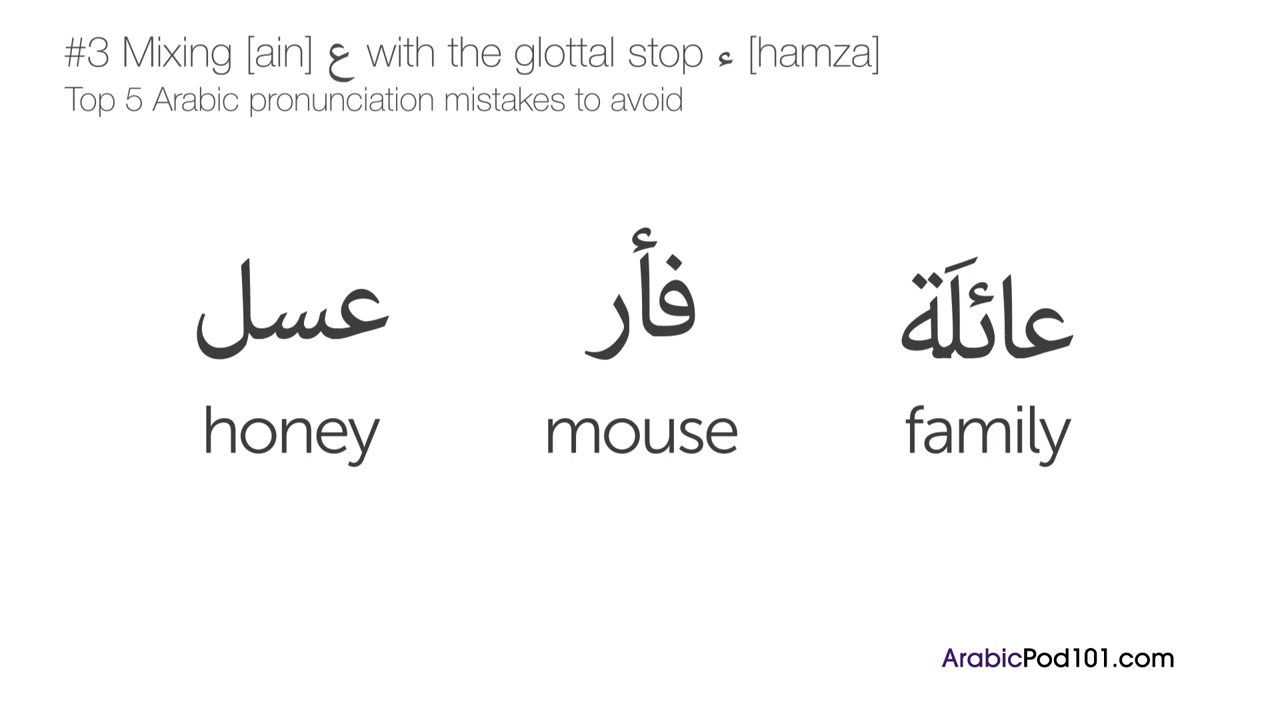 #3 Mixing [ain] ع with the glottal stop ء [hamza]
Top 5 Arabic pronunciation mistakes to avoid
عسل
فأر
عائلَة
honey
mouse
family
ArabicPod101.com